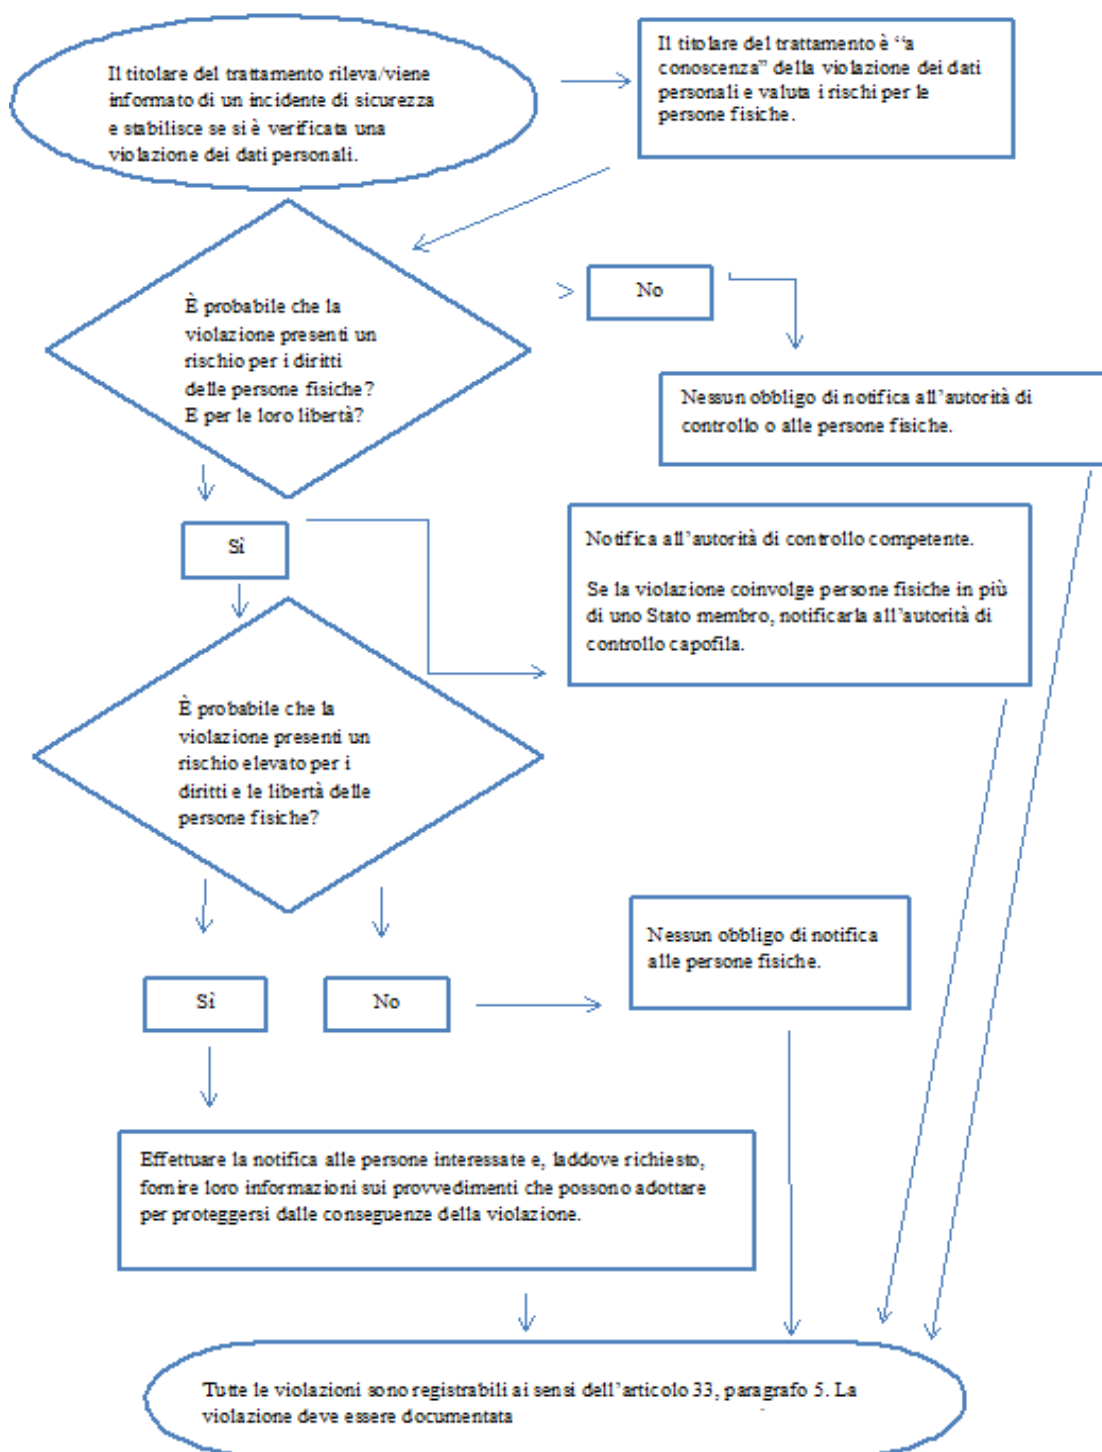 Il titolare del trattamento rileva/viene
informato di un incidente di sicurezza
e stabilisce se si è verificata una
violazione dei dati personali.
Il titolare del trattamento è “a
conoscenza” della violazione dei dati
personali e valuta i rischi per le
persone fisiche.
È probabile che la
violazione presenti un
rischio per i diritti
delle persone fisiche?
E per le loro libertà?
No
Nessun obbligo di notifica all’autorità di
controllo o alle persone fisiche.
Sì
Notifica all’autorità di controllo competente.
Se la violazione coinvolge persone fisiche in più
di uno Stato membro, notificarla all’autorità di
controllo capofila.
È probabile che la
violazione presenti un
rischio elevato per i
diritti e le libertà delle
persone fisiche?
Sì
No
Nessun obbligo di notifica
alle persone fisiche.
Effettuare la notifica alle persone interessate e, laddove richiesto,
fornire loro informazioni sui provvedimenti che possono adottare
per proteggersi dalle conseguenze della violazione.
Tutte le violazioni sono registrabili ai sensi dell’articolo 33, paragrafo 5. La
violazione deve essere documentata